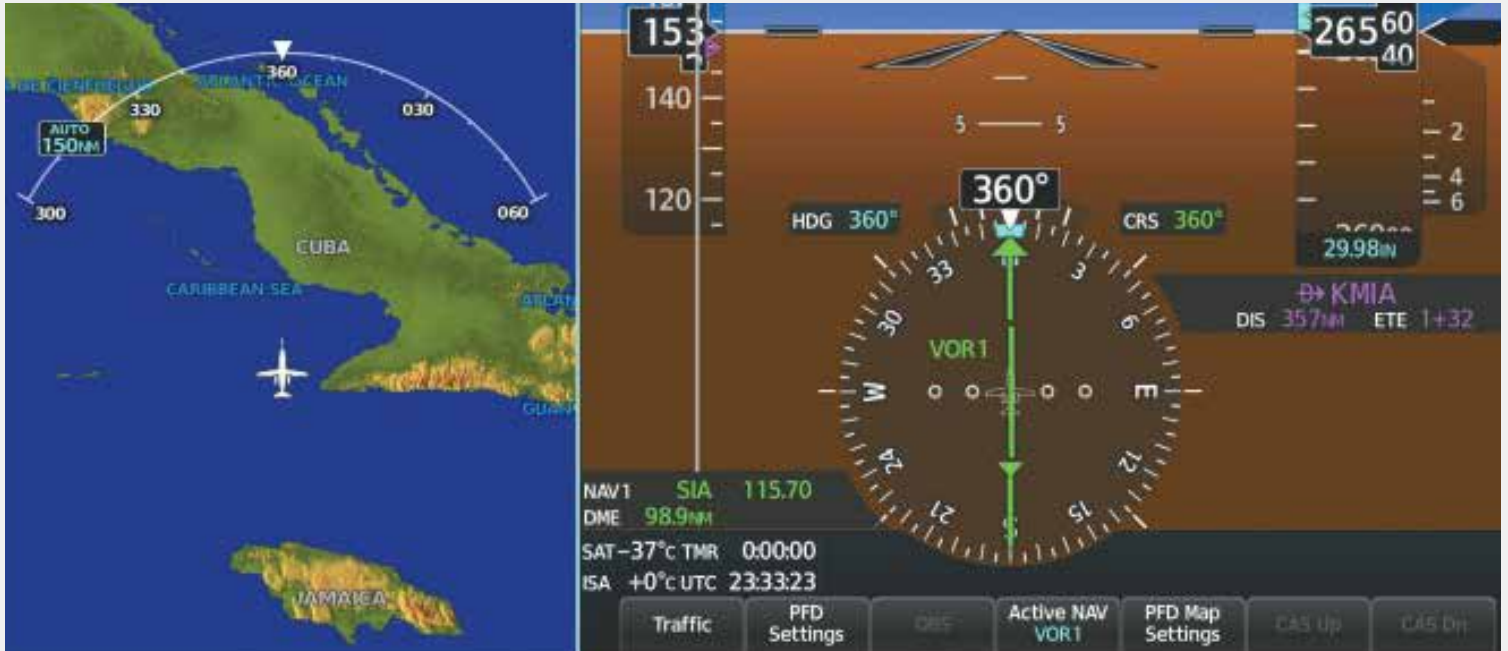 360
ATLANTIC OCEAN
330
030
AUTO
150NM
300
060
CUBA
CARIBBEAN SEA
JAMAICA
153
2
140
120
5 5
360°
HDG 360°
CRS 360°
265
60
40
2
4
6
29.98IN
KMIA
DIS 357NM ETE 1+32
33
3
30
6
VOR1
W
E
24
12
21
15
S
NAV1 SIA 115.70
DME 98.9NM
SAT -37°C TMR 0:00:00
ISA +0°C UTC 23:33:23
Traffic
PFD Settings
OBS
Active NAV
VOR1
PFD Map Settings
CAS Up
CAS Dn